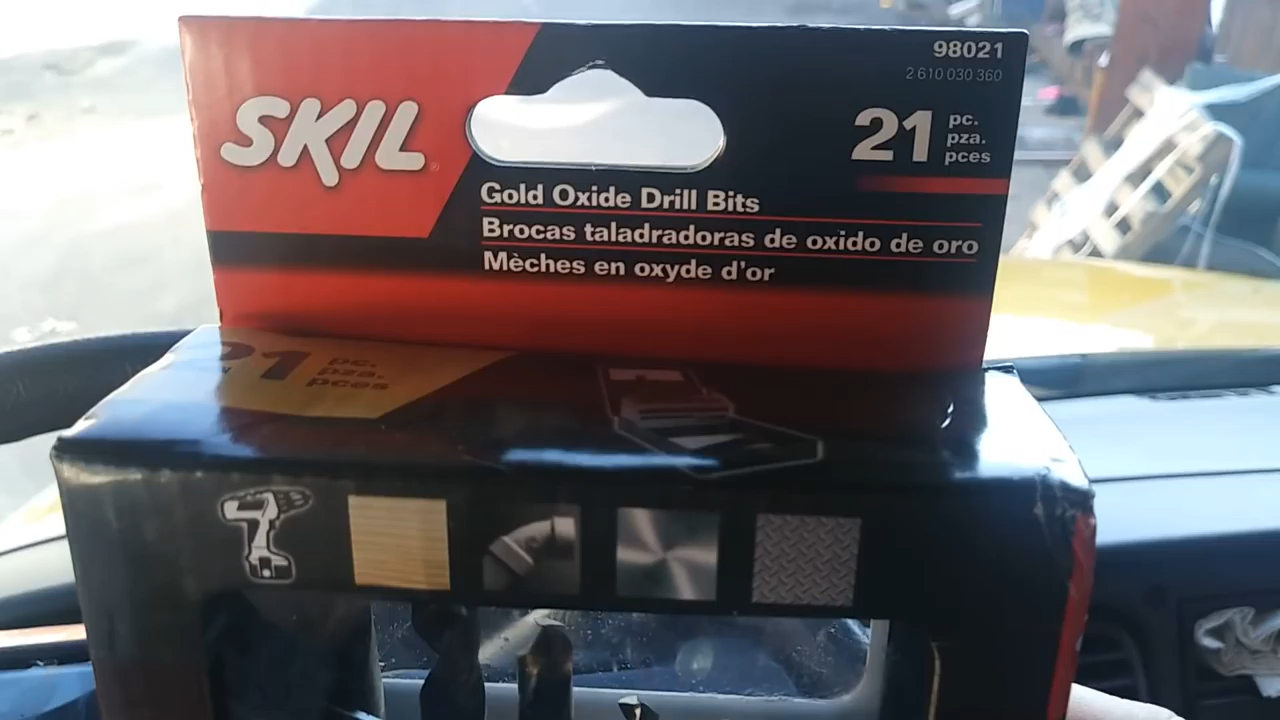 98021
2 610 030 360
SKIL
21 pc.
pza.
pces
Gold Oxide Drill Bits
Brocas taladradoras de oxido de oro
Mèches en oxyde d'or
21 pc.
pza.
pces